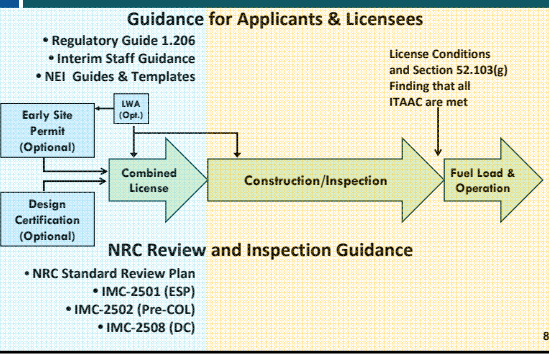 Guidance for Applicants & Licensees
• Regulatory Guide 1.206
• Interim Staff Guidance
• NEI Guides & Templates
License Conditions
and Section 52.103(g)
Finding that all
ITAAC are met
LWA
(Opt.)
Early Site
Permit
(Optional)
Combined
License
Construction/Inspection
Fuel Load &
Operation
Design
Certification
(Optional)
NRC Review and Inspection Guidance
• NRC Standard Review Plan
• IMC-2501 (ESP)
• IMC-2502 (Pre-COL)
• IMC-2508 (DC)
8